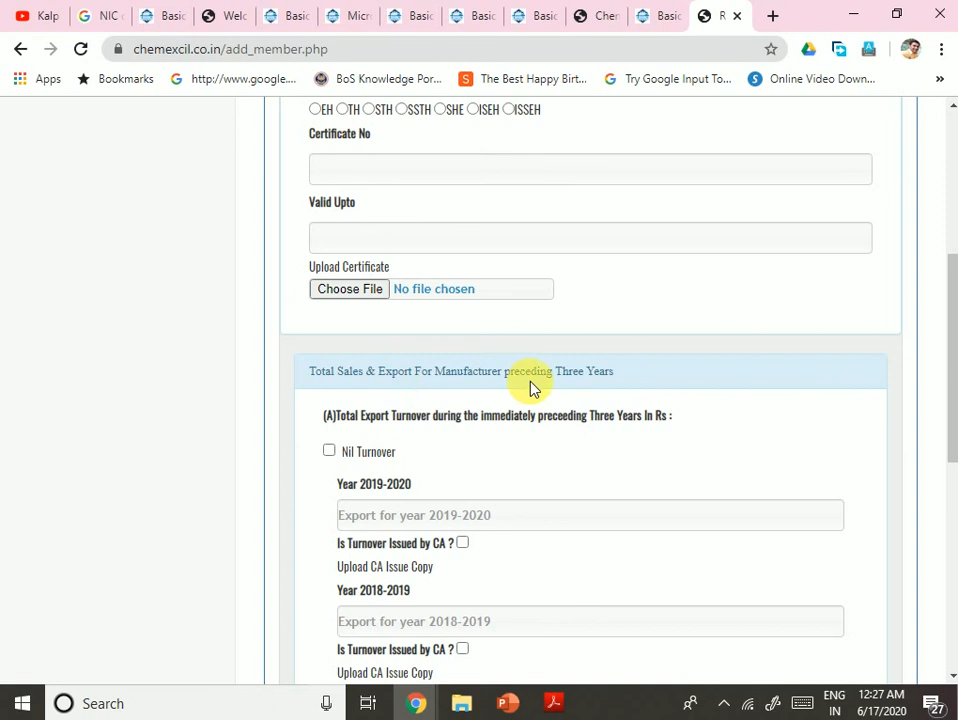 Kalp
NIC
Basic
Welc
Basic
Micr
Basic
Basic
Basic
Cher
Basic
R
chemexcil.co.in/add_member.php
Apps
Bookmarks
http://www.google....
BoS Knowledge Por...
S
The Best Happy Birt...
Try Google Input To...
Online Video Down...
»
EH TH STH SSTH SHE ISEH ISSEH
Certificate No
Valid Upto
Upload Certificate
Choose File No file chosen
Total Sales & Export For Manufacturer preceding Three Years
(A)Total Export Turnover during the immediately preceeding Three Years In Rs :
Nil Turnover
Year 2019-2020
Export for year 2019-2020
Is Turnover Issued by CA ?
Upload CA Issue Copy
Year 2018-2019
Export for year 2018-2019
Is Turnover Issued by CA ?
Upload CA Issue Copy
Search
ENG
IN
12:27 AM
6/17/2020
27